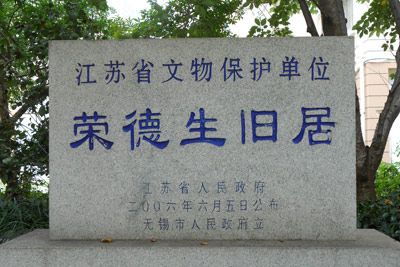 江苏省文物保护单位
荣德生旧居
江苏省人民政府
二00六年六月五日公布
无锡市人民政府立